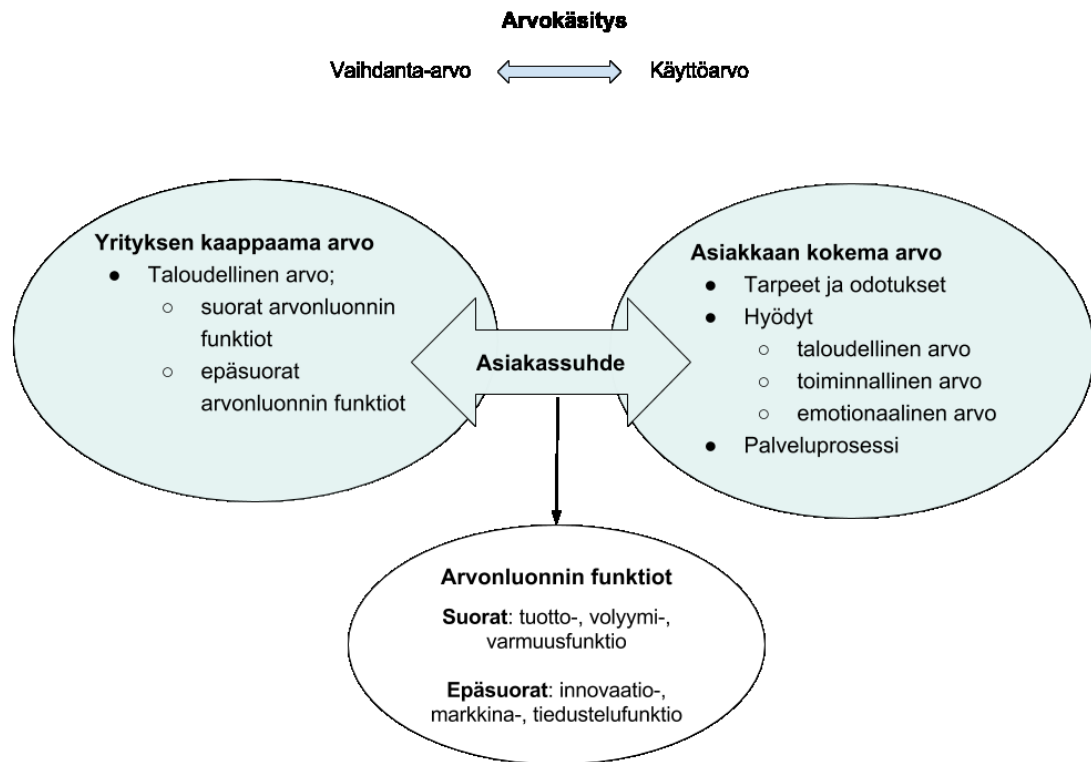 Arvokäsitys
Vaihdanta-arvo
Käyttöarvo
Yrityksen kaappaama arvo
● Taloudellinen arvo;
○ suorat arvonluonnin
funktiot
○ epäsuorat
arvonluonnin funktiot
Asiakassuhde
Asiakkaan kokema arvo
● Tarpeet ja odotukset
● Hyödyt
○ taloudellinen arvo
○ toiminnallinen arvo
○ emotionaalinen arvo
● Palveluprosessi
Arvonluonnin funktiot
Suorat: tuotto-, volyymi-,
varmuusfunktio
Epäsuorat: innovaatio-,
markkina-, tiedustelufunktio